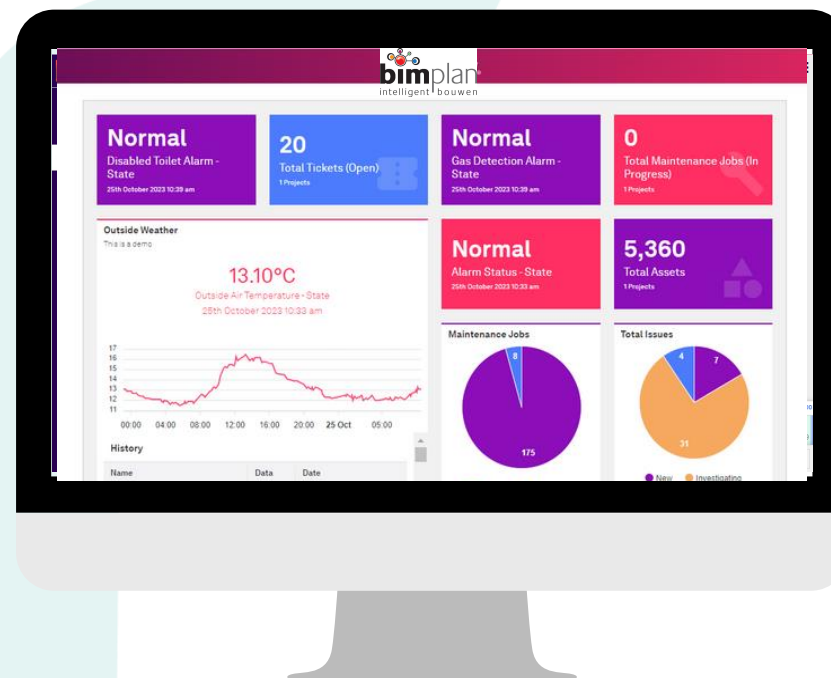 bimplan
intelligent bouwen
Normal
Disabled Toilet Alarm -
State
25th October 2023 10:39 am
20
Total Tickets (Open)
1 Projects
Normal
Gas Detection Alarm -
State
25th October 2023 10:39 am
0
Total Maintenance Jobs (In
Progress)
1 Projects
Outside Weather
This is a demo
13.10°C
Outside Air Temperature - State
25th October 2023 10:33 am
17
16
15
14
13
12
11
00:00 04:00 08:00 12:00 16:00 20:00 25 Oct 05:00
History
Name Data Date
Normal
Alarm Status - State
25th October 2023 10:33 am
5,360
Total Assets
1 Projects
Maintenance Jobs
8
175
Total Issues
4
7
31
New Investigating